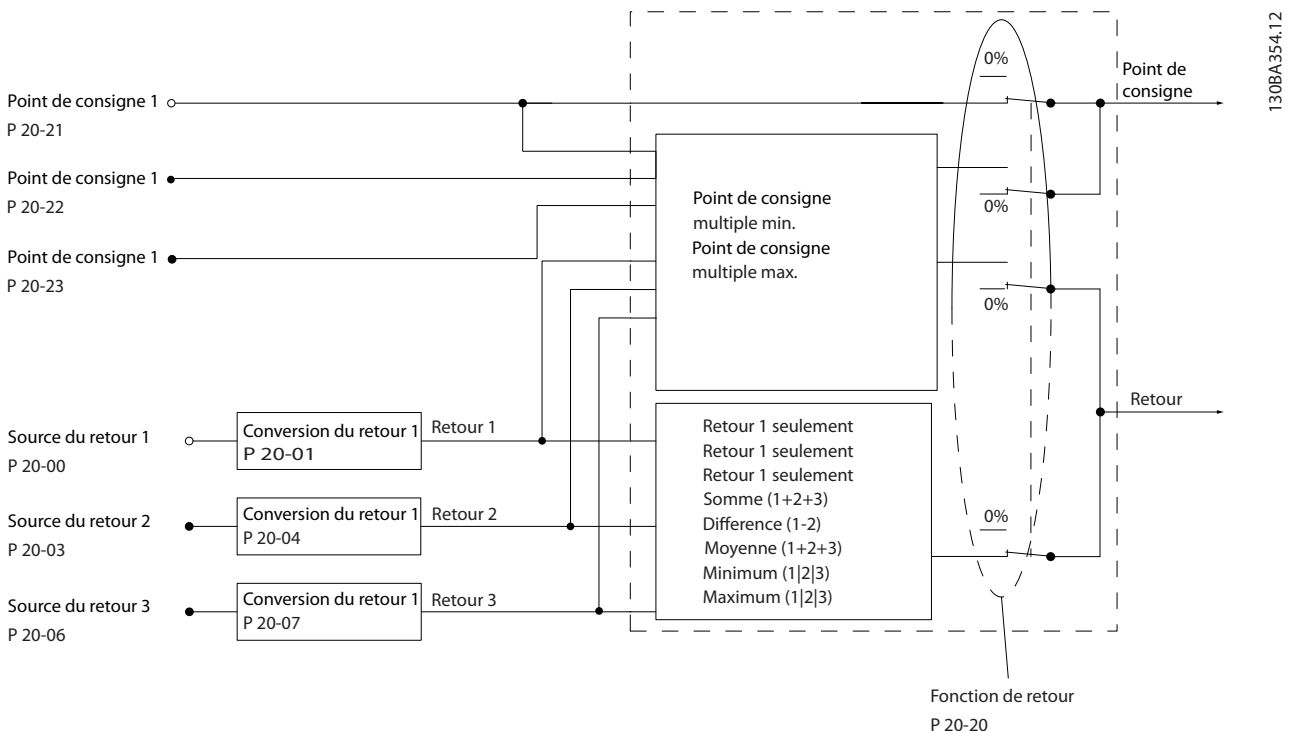 130BA354.12
0%
Point de
consigne
Point de consigne 1
P 20-21
Point de consigne 1
P 20-22
Point de consigne 1
P 20-23
Point de consigne
multiple min.
Point de consigne
multiple max.
0%
0%
Retour
Source du retour 1
P 20-00
Conversion du retour 1
P 20-01
Retour 1
Source du retour 2
P 20-03
Conversion du retour 1
P 20-04
Retour 2
Source du retour 3
P 20-06
Conversion du retour 1
P 20-07
Retour 3
Retour 1 seulement
Retour 1 seulement
Retour 1 seulement
Somme (1+2+3)
Difference (1-2)
Moyenne (1+2+3)
Minimum (1|2|3)
Maximum (1|2|3)
0%
Fonction de retour
P 20-20